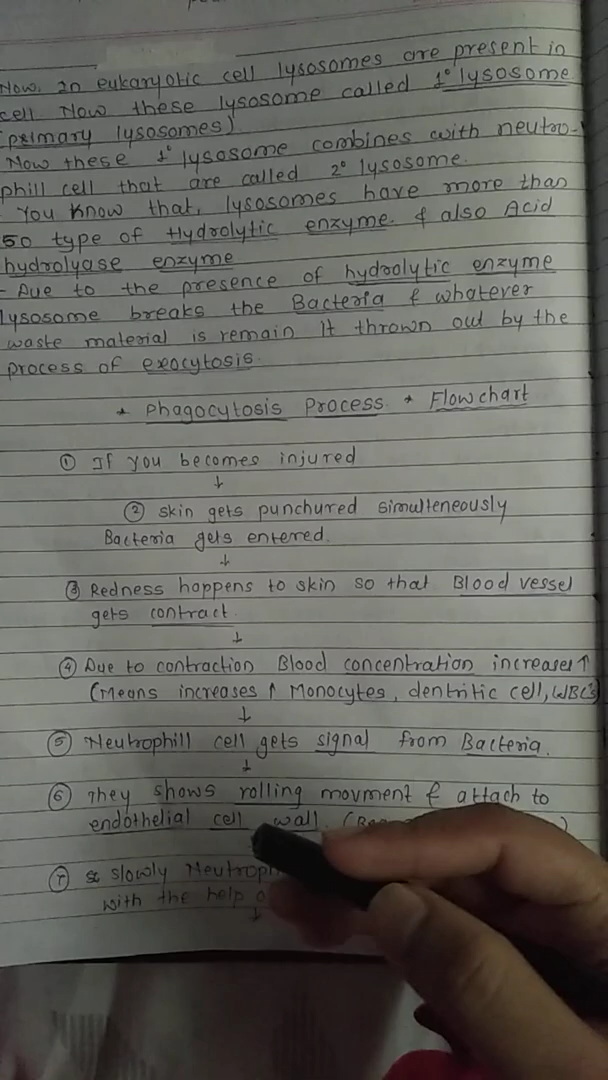 Now, In eukaryotic cell lysosomes are present in
cell Now these lysosome called 1° lysosome
(primary lysosomes)
Now these 1° lysosome combines with neutro-
phill cell that are called 2° lysosome.
You know that, lysosomes have more than
50 type of Hydrolytic enzyme. & also Acid
hydrolyase enzyme
- Due to the presence of hydrolytic enzyme
lysosome breaks the Bacteria & whatever
waste material is remain It thrown out by the
process of exocytosis.
* Phagocytosis Process * Flowchart
① If you becomes injured
↓
② skin gets punchured simulteneously
Bacteria gets entered.
↓
③ Redness happens to skin so that Blood vessel
gets contract.
↓
④ Due to contraction Blood concentration increases ↑
(Means increases ↑ Monocytes, dentritic cell, WBC's)
↓
⑤ Neutrophill cell gets signal from Bacteria.
↓
⑥ They shows rolling movment & attach to
endothelial cell wall.
⑦ slowly
with the help
↓